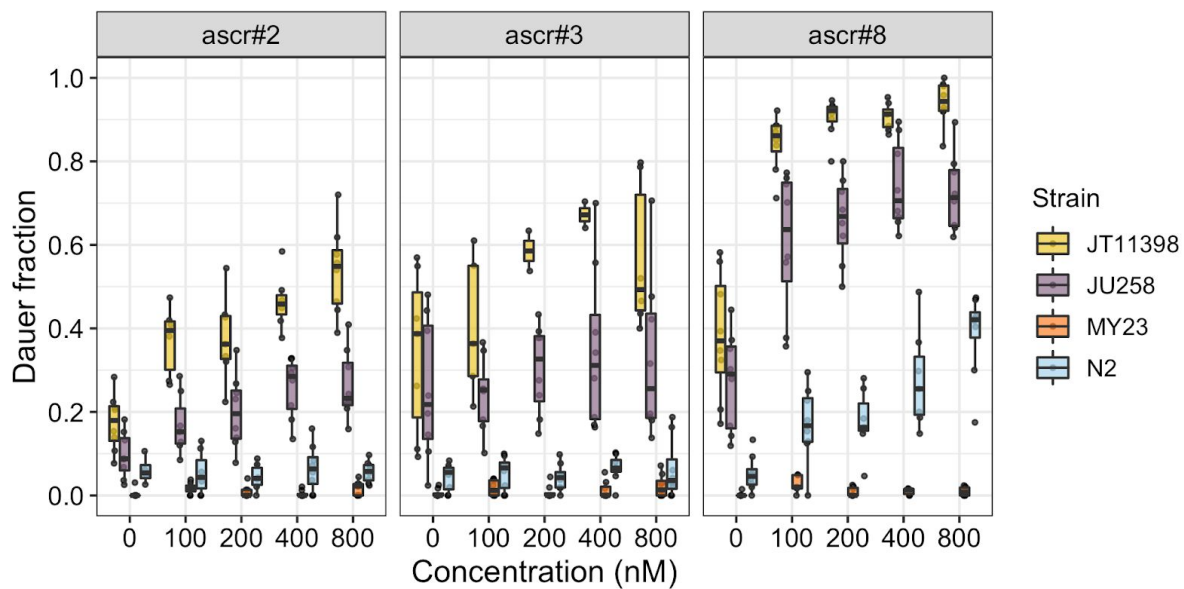 ascr#2 ascr#3 ascr#8
Dauer fraction
1.0
0.8
0.6
0.4
0.2
0.0
0 100 200 400 800 0 100 200 400 800 0 100 200 400 800
Concentration (nM)
Strain
JT11398
JU258
MY23
N2